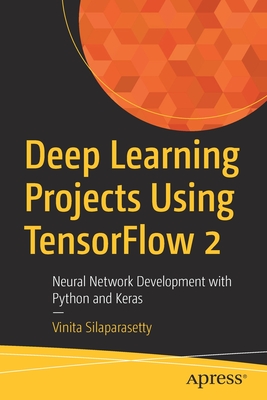 Deep Learning
Projects Using
TensorFlow 2
Neural Network Development with
Python and Keras
—
Vinita Silaparasetty
Apress®